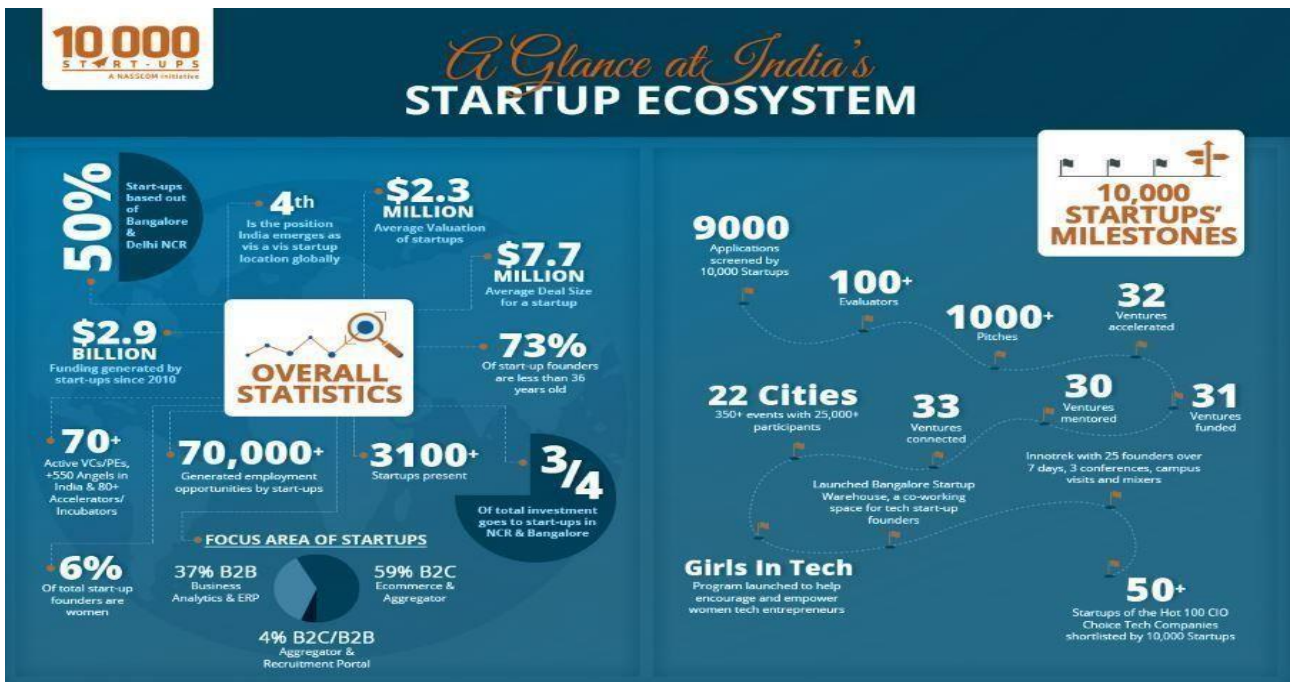 10 000
START-UPS
A NASSCOM initiative
A Glance at India's
STARTUP ECOSYSTEM
50%
Start-ups
based out
of
Bangalore
&
Delhi NCR
4th
Is the position
India emerges as
vis a vis startup
location globally
$2.3
MILLION
Average Valuation
of startups
$7.7
MILLION
Average Deal Size
for a startup
$2.9
BILLION
Funding generated by
start-ups since 2010
OVERALL
STATISTICS
73%
Of start-up founders
are less than 36
years old
70+
Active VCs/PEs,
+550 Angels in
India & 80+
Accelerators/
Incubators
70,000+
Generated employment
opportunities by start-ups
3100+
Startups present
3/4
Of total investment
goes to start-ups in
NCR & Bangalore
6%
Of total start-up
founders are
women
FOCUS AREA OF STARTUPS
37% B2B
Business
Analytics & ERP
59% B2C
Ecommerce &
Aggregator
4% B2C/B2B
Aggregator &
Recruitment Portal
10,000
STARTUPS'
MILESTONES
9000
Applications
screened by
10,000 Startups
100+
Evaluators
1000+
Pitches
32
Ventures
accelerated
31
Ventures
funded
30
Ventures
mentored
33
Ventures
connected
22 Cities
350+ events with 25,000+
participants
Girls In Tech
Program launched to help
encourage and empower
women tech entrepreneurs
Launched Bangalore Startup
Warehouse, a co-working
space for tech start-up
founders
Innotrek with 25 founders over
7 days, 3 conferences, campus
visits and mixers
50+
Startups of the Hot 100 CIO
Choice Tech Companies
shortlisted by 10,000 Startups